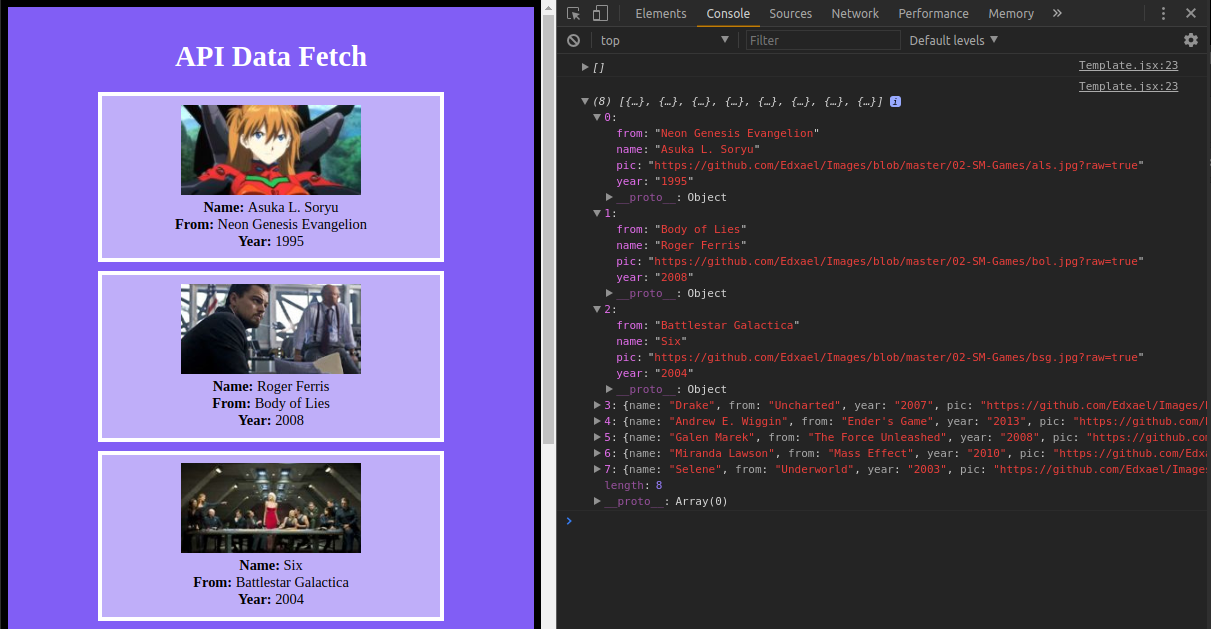 API Data Fetch
Name: Asuka L. Soryu
From: Neon Genesis Evangelion
Year: 1995
Name: Roger Ferris
From: Body of Lies
Year: 2008
Name: Six
From: Battlestar Galactica
Year: 2004
Elements Console Sources Network Performance Memory »
top Filter Default levels
[] Template.jsx:23
Template.jsx:23
(8) [{…}, {…}, {…}, {…}, {…}, {…}, {…}, {…}] i
0:
from: "Neon Genesis Evangelion"
name: "Asuka L. Soryu"
pic: "https://github.com/Edxael/Images/blob/master/02-SM-Games/als.jpg?raw=true"
year: "1995"
__proto__: Object
1:
from: "Body of Lies"
name: "Roger Ferris"
pic: "https://github.com/Edxael/Images/blob/master/02-SM-Games/bol.jpg?raw=true"
year: "2008"
__proto__: Object
2:
from: "Battlestar Galactica"
name: "Six"
pic: "https://github.com/Edxael/Images/blob/master/02-SM-Games/bsg.jpg?raw=true"
year: "2004"
__proto__: Object
3: {name: "Drake", from: "Uncharted", year: "2007", pic: "https://github.com/Edxael/Images/
4: {name: "Andrew E. Wiggin", from: "Ender's Game", year: "2013", pic: "https://github.com/
5: {name: "Galen Marek", from: "The Force Unleashed", year: "2008", pic: "https://github.co
6: {name: "Miranda Lawson", from: "Mass Effect", year: "2010", pic: "https://github.com/Edx
7: {name: "Selene", from: "Underworld", year: "2003", pic: "https://github.com/Edxael/Images
length: 8
__proto__: Array(0)